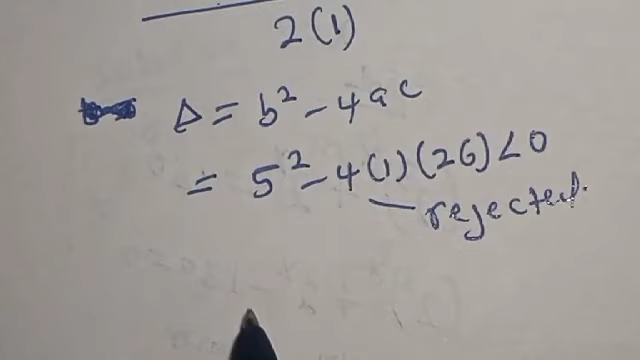 2(1)
Δ = b² - 4ac
= 5² - 4(1)(26) < 0
— rejected.